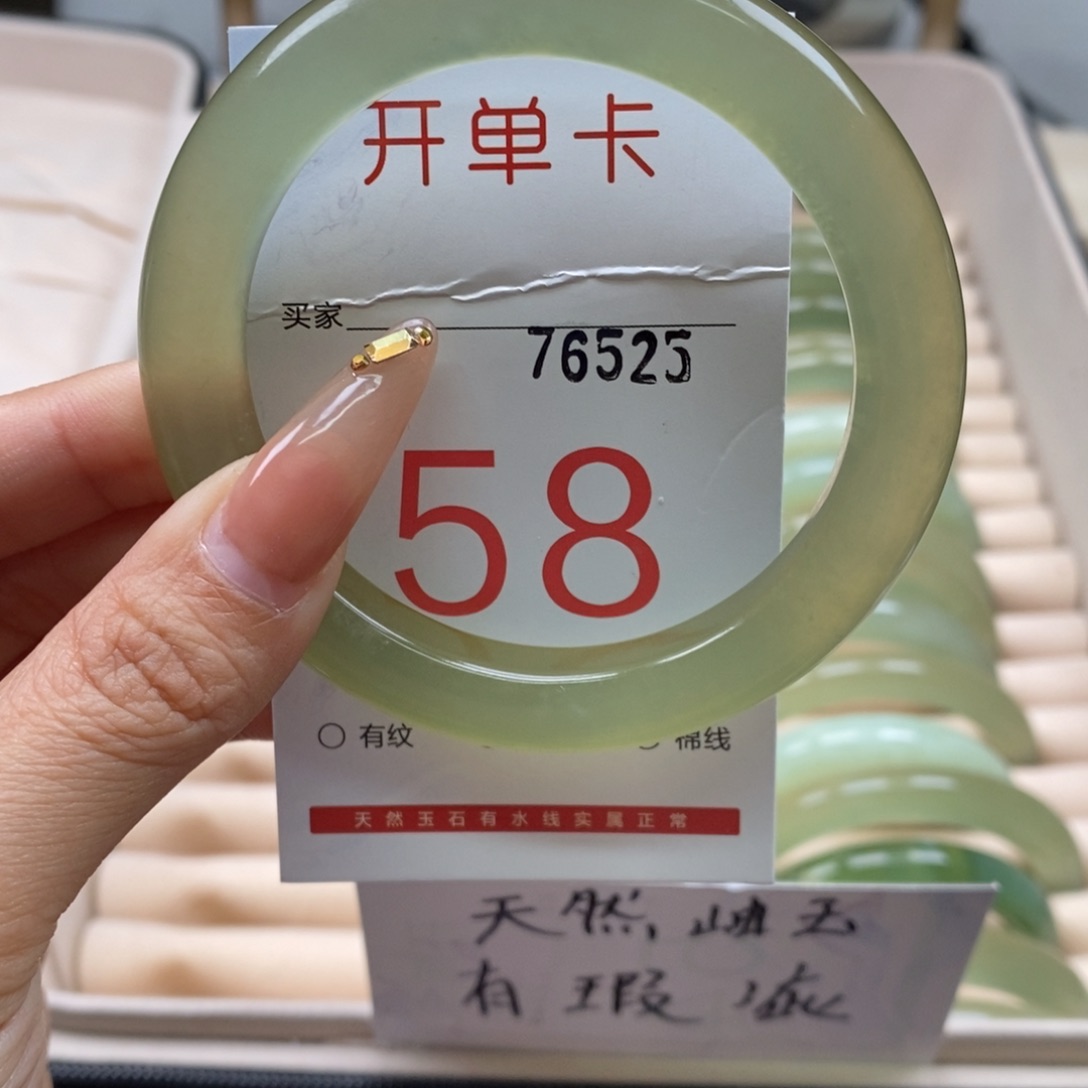 开单卡
买家
76525
58
○ 有纹 ○ 棉线
天然玉石有水线实属正常
天然岫玉
有瑕疵